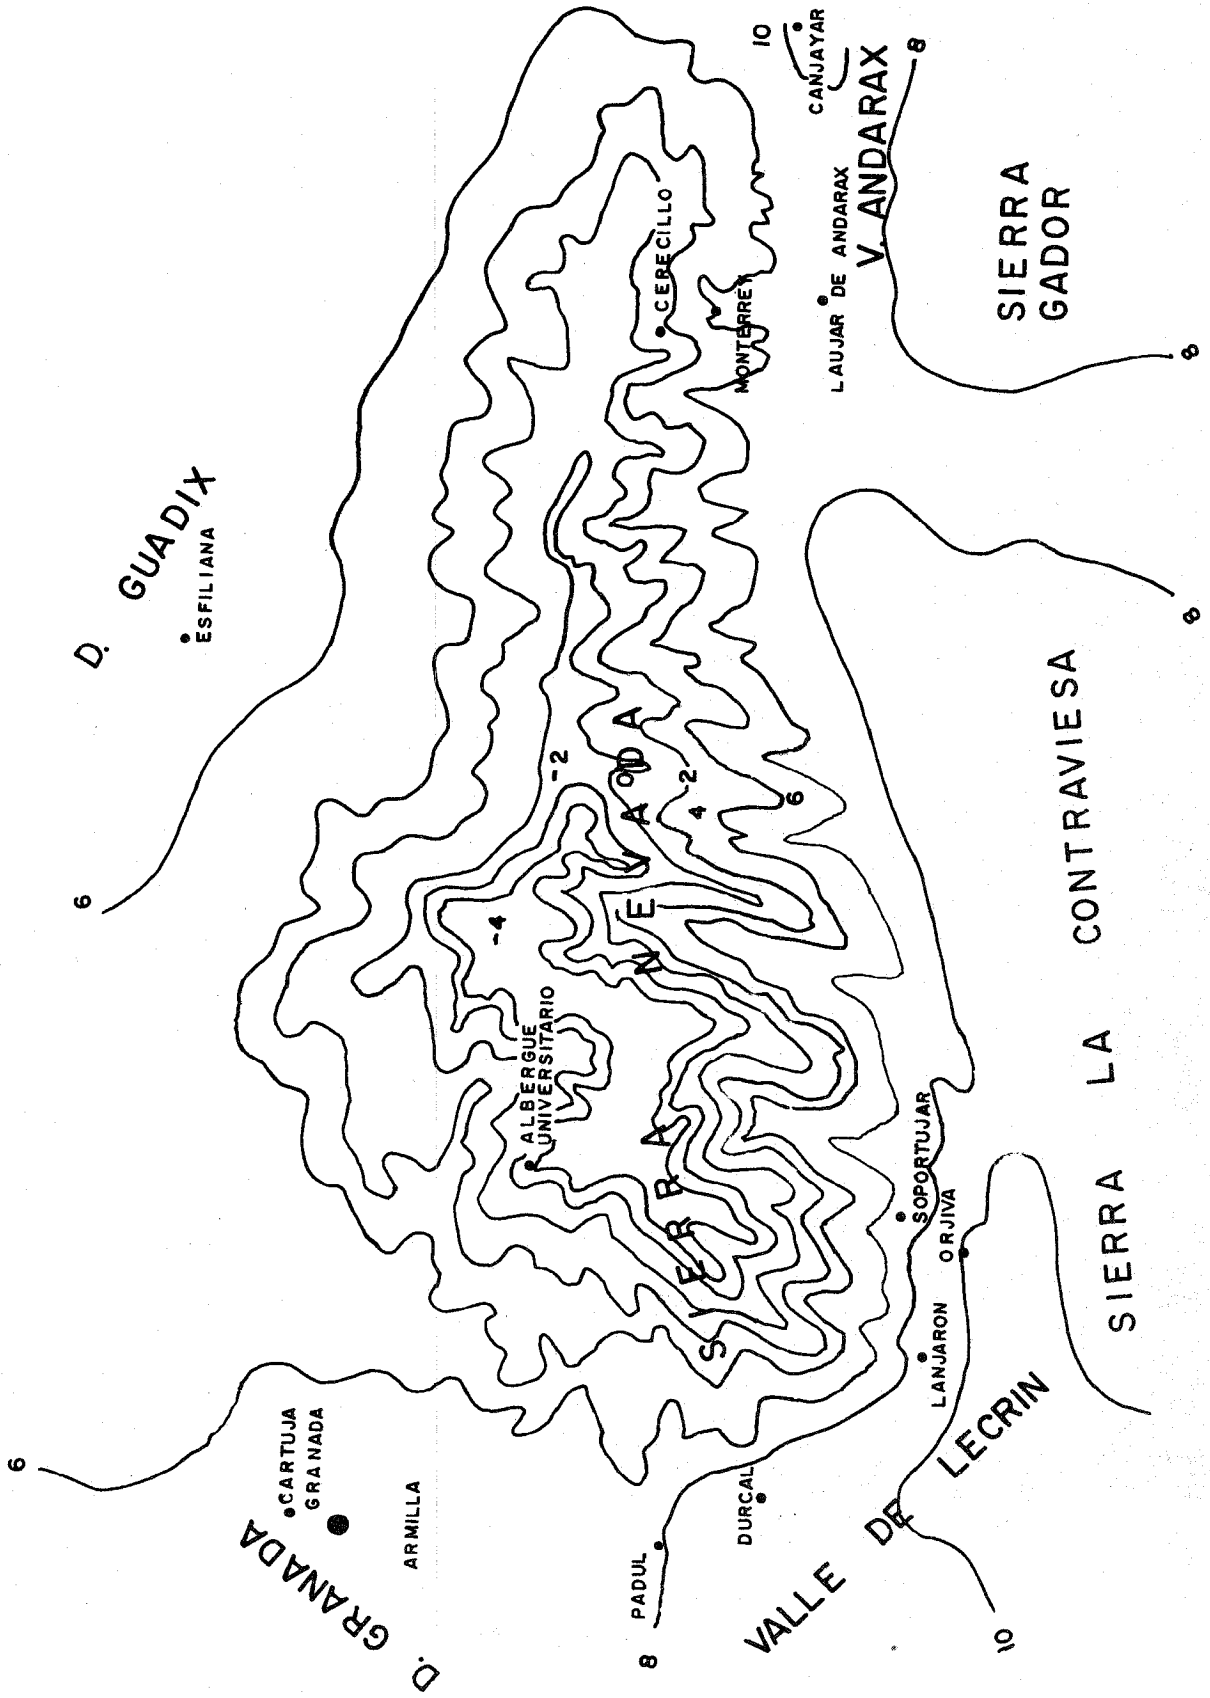 D. GUADIX
ESFILIANA
6
6
CARTUJA
GRANADA
D. GRANADA
ARMILLA
-2
-4
ALBERGUE
UNIVERSITARIO
SIERRA NEVADA
0
-2
4
6
CERECILLO
MONTERREY
10
CANJAYAR
V. ANDARAX
8
LAUJAR DE ANDARAX
SIERRA
GADOR
8
8
PADUL
8
DURCAL
VALLE DE LECRIN
10
LANJARON
ORJIVA
SOPORTUJAR
SIERRA LA CONTRAVIESA